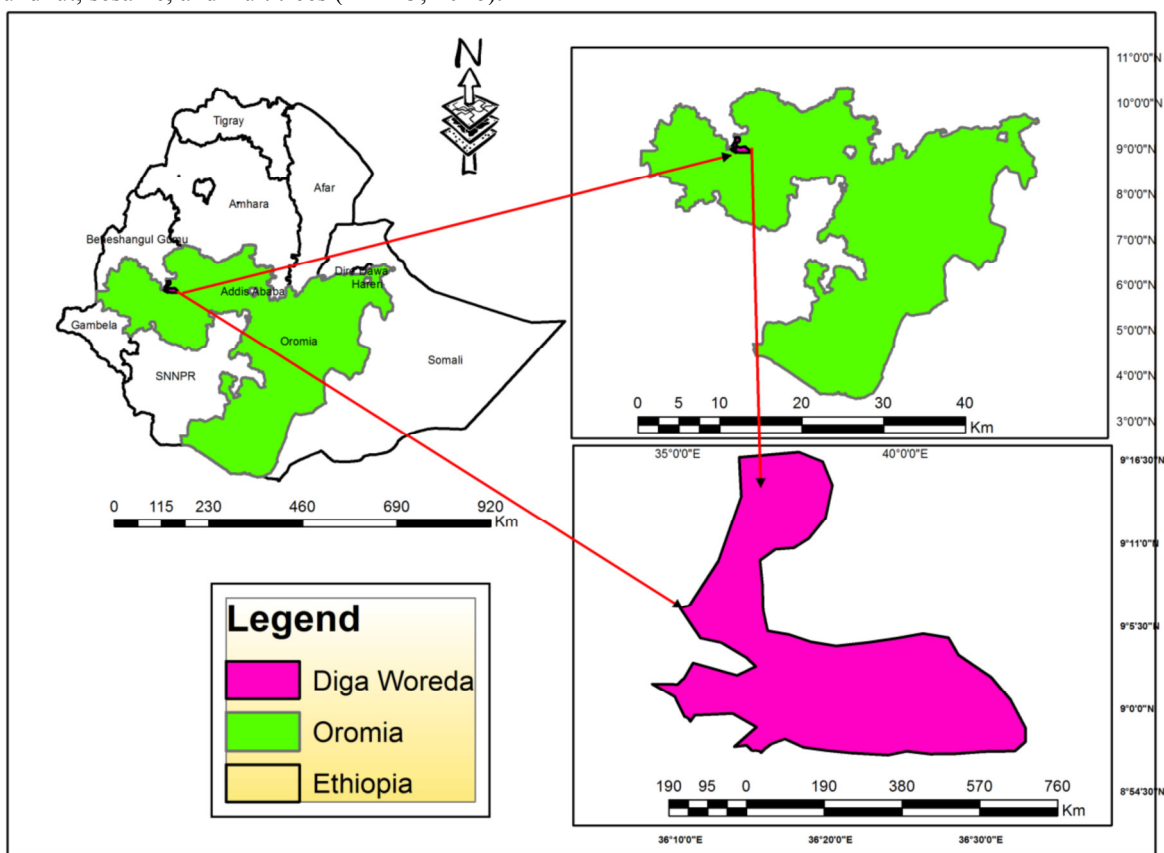 N
Tigray
Afar
Amhara
Beneshangul Gumu
Dire Dawa
Hareri
Addis Ababa
Gambela
Oromia
SNNPR
Somali
0 115 230 460 690 920
Km
Legend
Diga Woreda
Oromia
Ethiopia
11°0'0"N
10°0'0"N
9°0'0"N
8°0'0"N
7°0'0"N
6°0'0"N
5°0'0"N
4°0'0"N
3°0'0"N
0 5 10 20 30 40
Km
35°0'0"E 40°0'0"E
9°16'30"N
9°11'0"N
9°5'30"N
9°0'0"N
8°54'30"N
190 95 0 190 380 570 760
Km
36°10'0"E 36°20'0"E 36°30'0"E